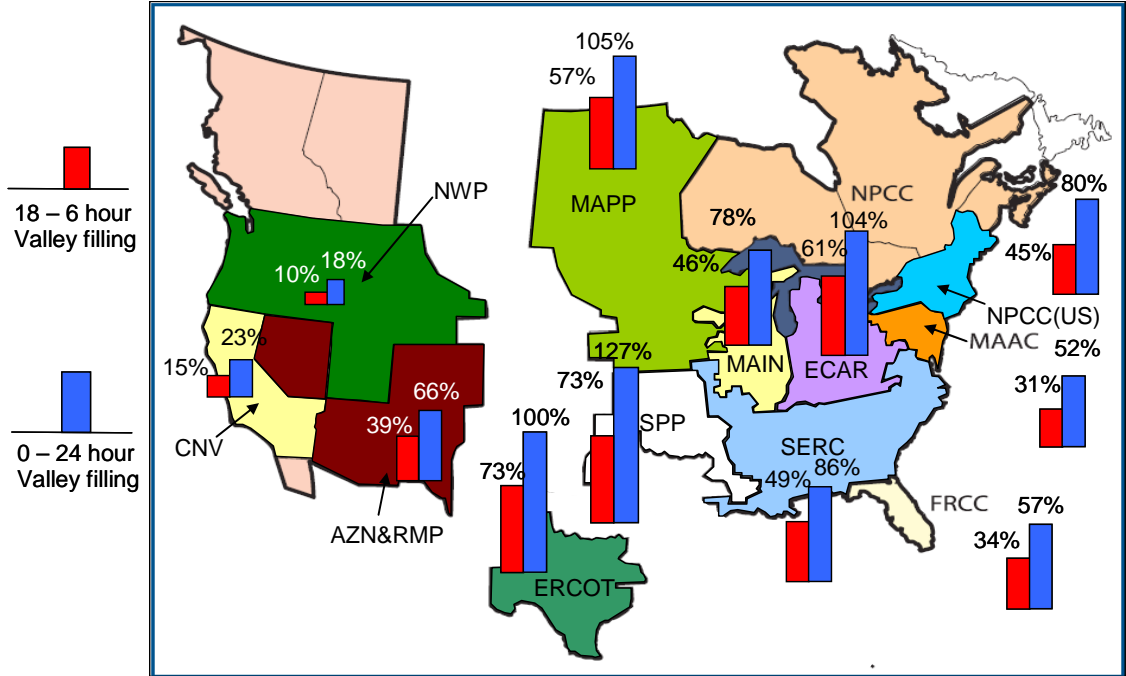 18 – 6 hour
Valley filling
0 – 24 hour
Valley filling
NWP
10%
18%
15%
23%
CNV
39%
66%
AZN&RMP
105%
57%
MAPP
78%
46%
MAIN
NPCC
104%
61%
ECAR
80%
45%
NPCC(US)
MAAC
52%
31%
127%
73%
SPP
100%
73%
ERCOT
SERC
86%
49%
FRCC
57%
34%